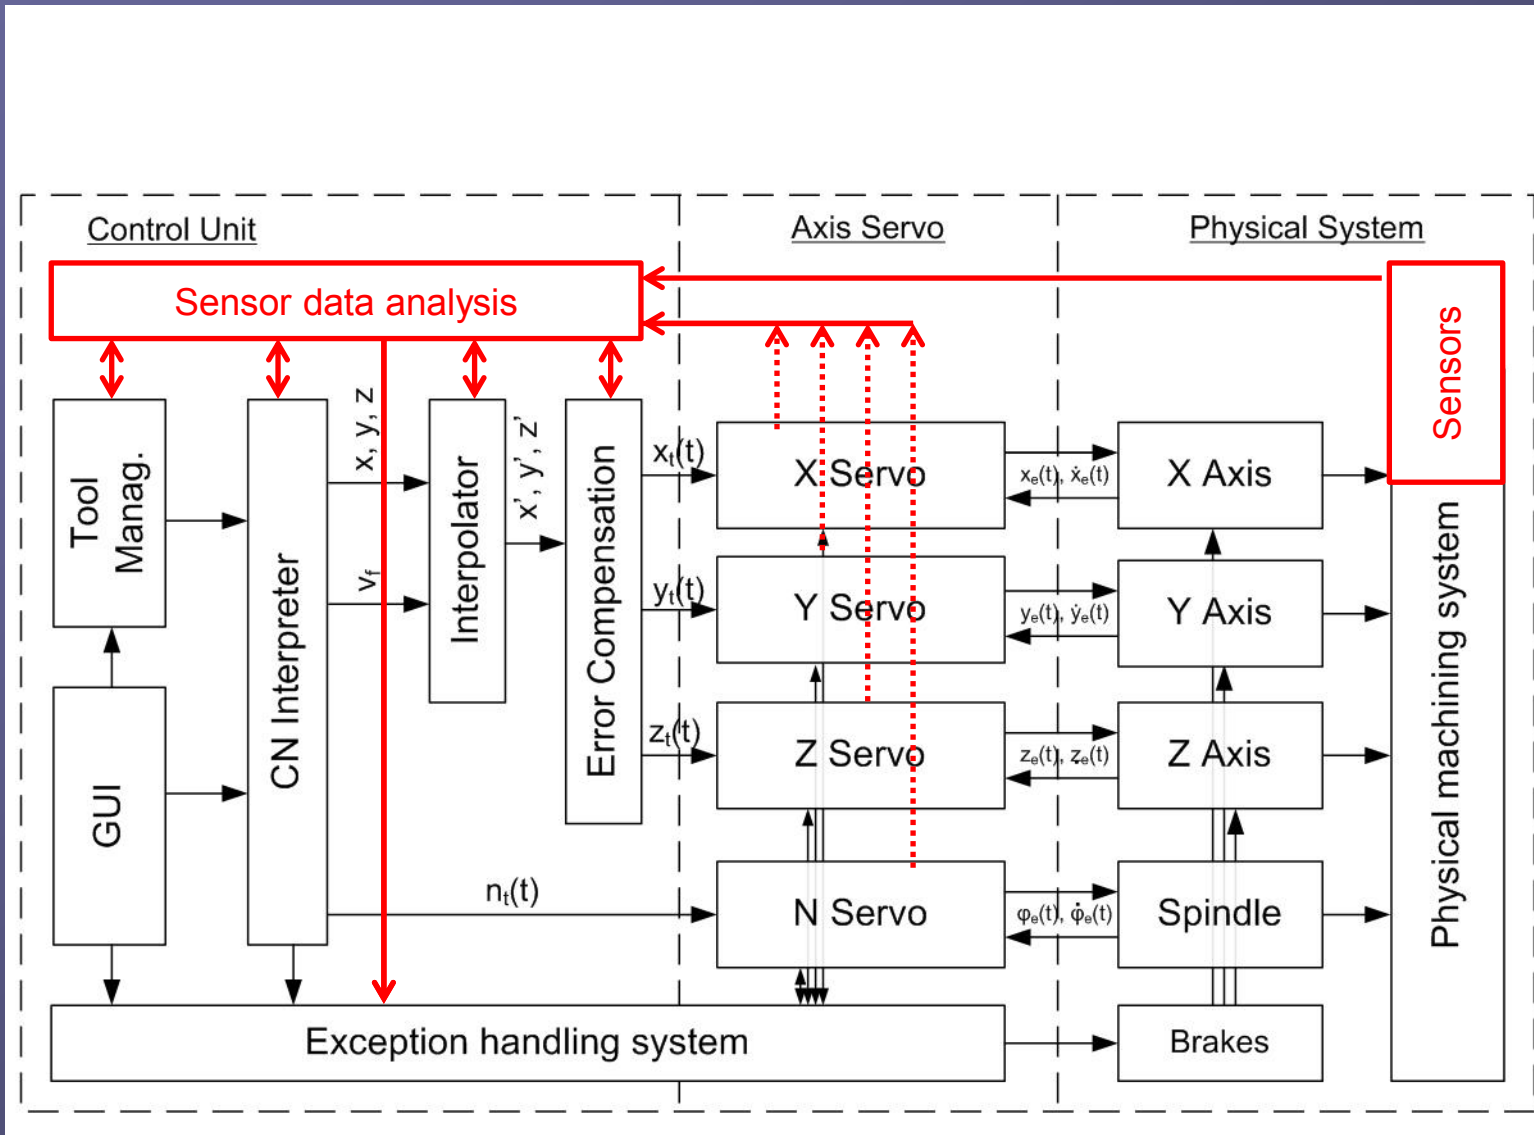 Control Unit
Axis Servo
Physical System
Sensor data analysis
Sensors
Tool
Manag.
GUI
CN Interpreter
x, y, z
v_f
Interpolator
x', y', z'
Error Compensation
xₜ(t)
yₜ(t)
zₜ(t)
nₜ(t)
X Servo
Y Servo
Z Servo
N Servo
xₑ(t), ẋₑ(t)
yₑ(t), ẏₑ(t)
zₑ(t), żₑ(t)
φₑ(t), φ̇ₑ(t)
X Axis
Y Axis
Z Axis
Spindle
Physical machining system
Exception handling system
Brakes